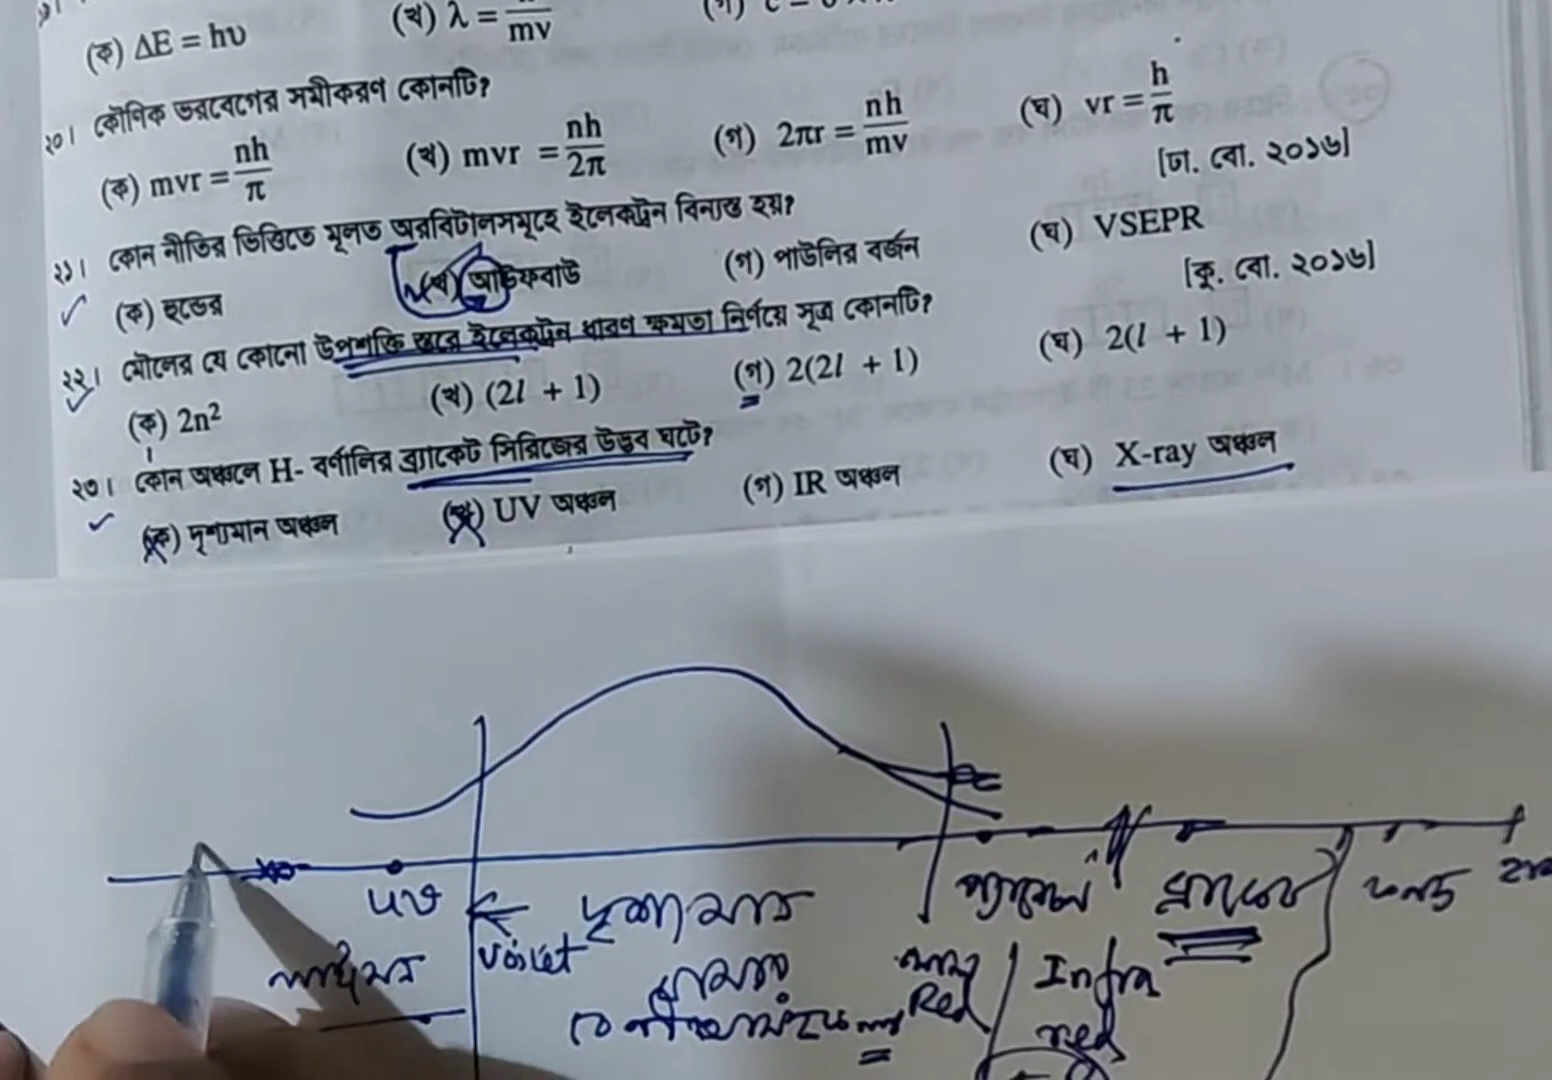 (ক) ΔE = hυ (খ) λ = h/mv
২০। কৌণিক ভরবেগের সমীকরণ কোনটি?
(ক) mvr = nh/π (খ) mvr = nh/2π (গ) 2πr = nh/mv (ঘ) vr = h/π
[ঢা. বো. ২০১৬]
২১। কোন নীতির ভিত্তিতে মূলত অরবিটালসমূহে ইলেকট্রন বিন্যস্ত হয়?
(ক) হুন্ডের (খ) আউফবাউ (গ) পাউলির বর্জন (ঘ) VSEPR
[কু. বো. ২০১৬]
২২। মৌলের যে কোনো উপশক্তি স্তরে ইলেকট্রন ধারণ ক্ষমতা নির্ণয়ে সূত্র কোনটি?
(ক) 2n² (খ) (2l + 1) (গ) 2(2l + 1) (ঘ) 2(l + 1)
২৩। কোন অঞ্চলে H- বর্ণালির ব্র্যাকেট সিরিজের উদ্ভব ঘটে?
(ক) দৃশ্যমান অঞ্চল (খ) UV অঞ্চল (গ) IR অঞ্চল (ঘ) X-ray অঞ্চল
দৃশ্যমান
লাইমেন violet বামার লাল Infra
Red red